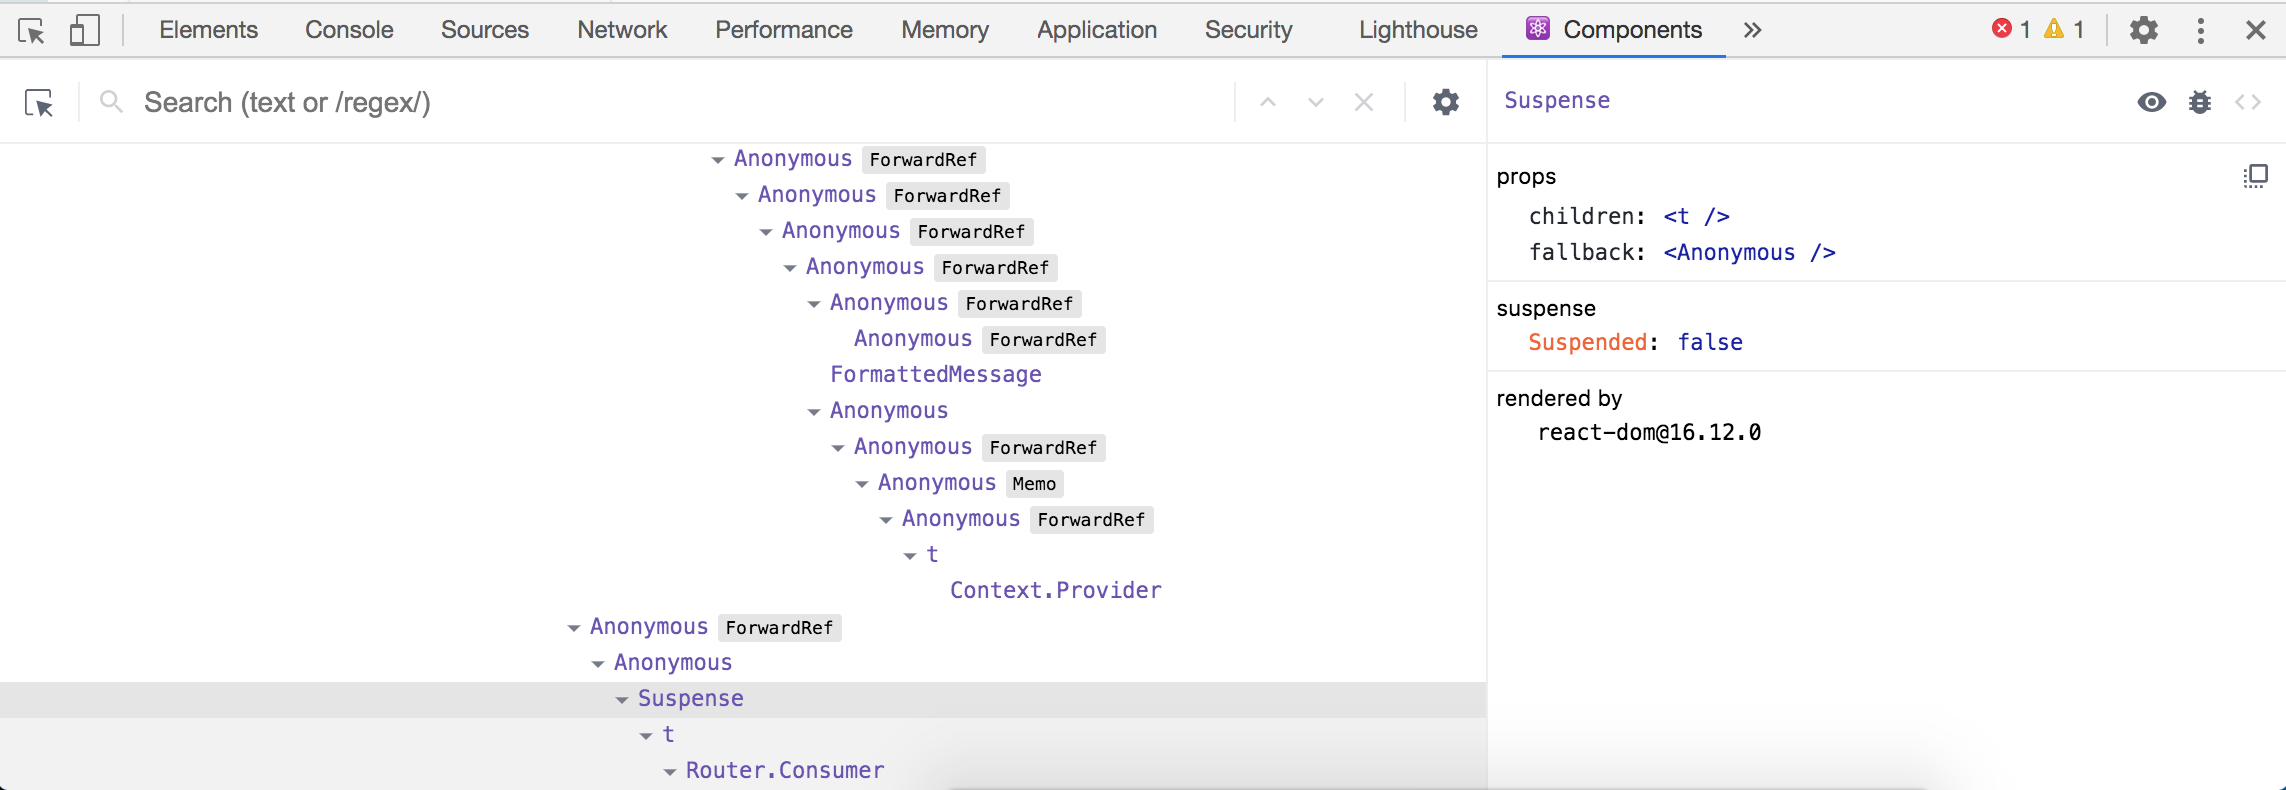 Elements Console Sources Network Performance Memory Application Security Lighthouse Components 1 1
Search (text or /regex/)
Suspense
Anonymous ForwardRef
Anonymous ForwardRef
Anonymous ForwardRef
Anonymous ForwardRef
Anonymous ForwardRef
Anonymous ForwardRef
FormattedMessage
Anonymous
Anonymous ForwardRef
Anonymous Memo
Anonymous ForwardRef
t
Context.Provider
Anonymous ForwardRef
Anonymous
Suspense
t
Router.Consumer
props
children: <t />
fallback: <Anonymous />
suspense
Suspended: false
rendered by
react-dom@16.12.0